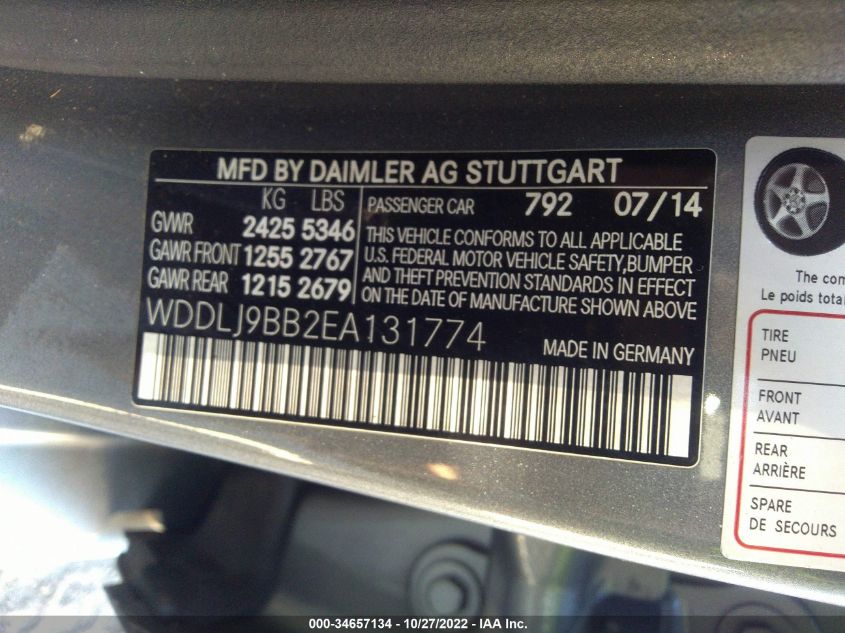 MFD BY DAIMLER AG STUTTGART
KG LBS
GVWR 2425 5346
GAWR FRONT 1255 2767
GAWR REAR 1215 2679
PASSENGER CAR 792 07/14
THIS VEHICLE CONFORMS TO ALL APPLICABLE
U.S. FEDERAL MOTOR VEHICLE SAFETY,BUMPER
AND THEFT PREVENTION STANDARDS IN EFFECT
ON THE DATE OF MANUFACTURE SHOWN ABOVE
WDDLJ9BB2EA131774
MADE IN GERMANY
The com
Le poids total
TIRE
PNEU
FRONT
AVANT
REAR
ARRIÈRE
SPARE
DE SECOURS
000-34657134 - 10/27/2022 - IAA Inc.